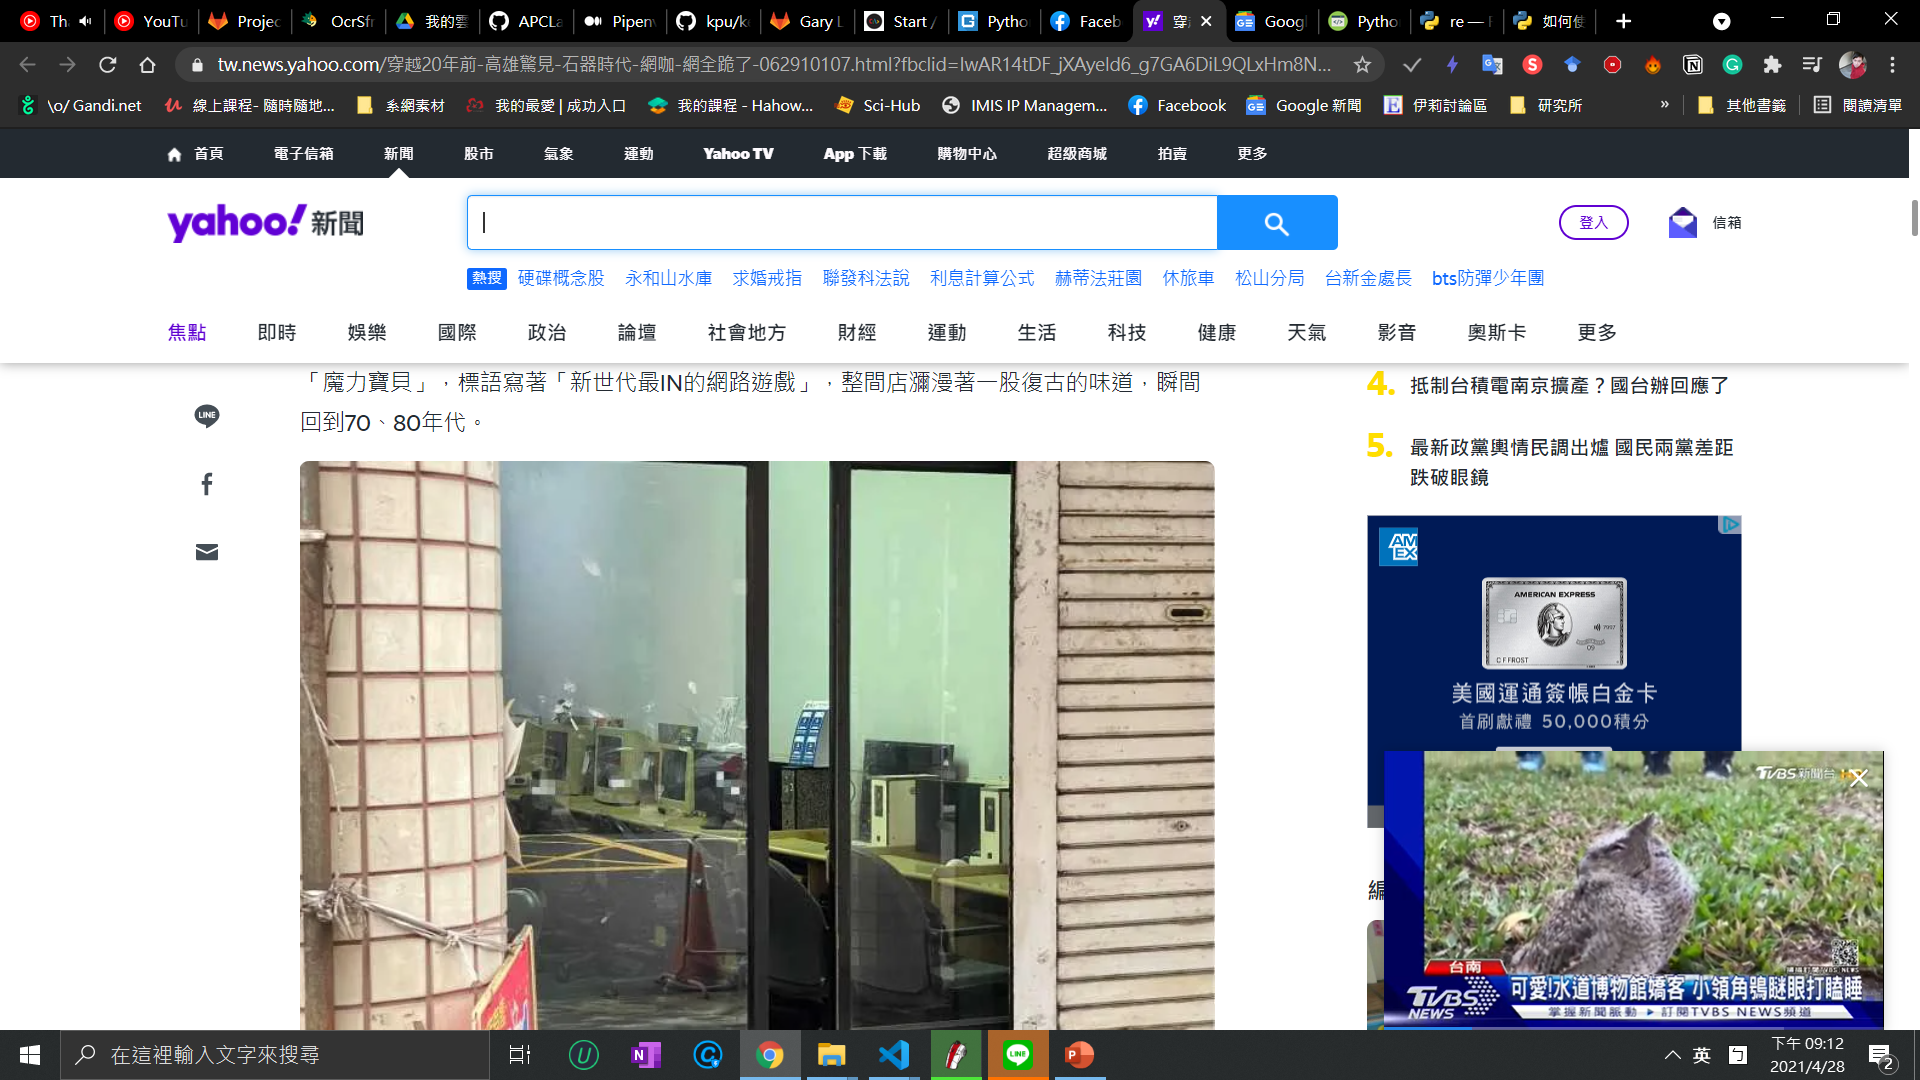 Th
YouTu
Projec
OcrSfr
我的雲
APCLa
Pipenv
kpu/ke
Gary L
Start /
Pytho
Faceb
穿
Googl
Pytho
re — F
如何使
tw.news.yahoo.com/穿越20年前-高雄驚見-石器時代-網咖-網全跪了-062910107.html?fbclid=IwAR14tDF_jXAyeld6_g7GA6DiL9QLxHm8N...
\o/ Gandi.net
線上課程- 隨時隨地...
系網素材
我的最愛 | 成功入口
我的課程 - Hahow...
Sci-Hub
IMIS IP Managem...
Facebook
Google 新聞
伊莉討論區
研究所
»
其他書籤
閱讀清單
首頁
電子信箱
新聞
股市
氣象
運動
Yahoo TV
App 下載
購物中心
超級商城
拍賣
更多
yahoo! 新聞
登入
信箱
熱搜 硬碟概念股 永和山水庫 求婚戒指 聯發科法說 利息計算公式 赫蒂法莊園 休旅車 松山分局 台新金處長 bts防彈少年團
焦點 即時 娛樂 國際 政治 論壇 社會地方 財經 運動 生活 科技 健康 天氣 影音 奧斯卡 更多
「魔力寶貝」，標語寫著「新世代最IN的網路遊戲」，整間店瀰漫著一股復古的味道，瞬間
回到70、80年代。
LINE
4. 抵制台積電南京擴產？國台辦回應了
5. 最新政黨輿情民調出爐 國民兩黨差距
跌破眼鏡
AM
EX
AMERICAN EXPRESS
C F FROST
美國運通簽帳白金卡
首刷獻禮 50,000積分
編
TVBS 新聞台 HD
台南
可愛!水道博物館嬌客 小領角鴞瞇眼打瞌睡
TVBS
NEWS
掌握新聞脈動 ▸ 訂閱TVBS NEWS頻道
在這裡輸入文字來搜尋
英
下午 09:12
2021/4/28
2